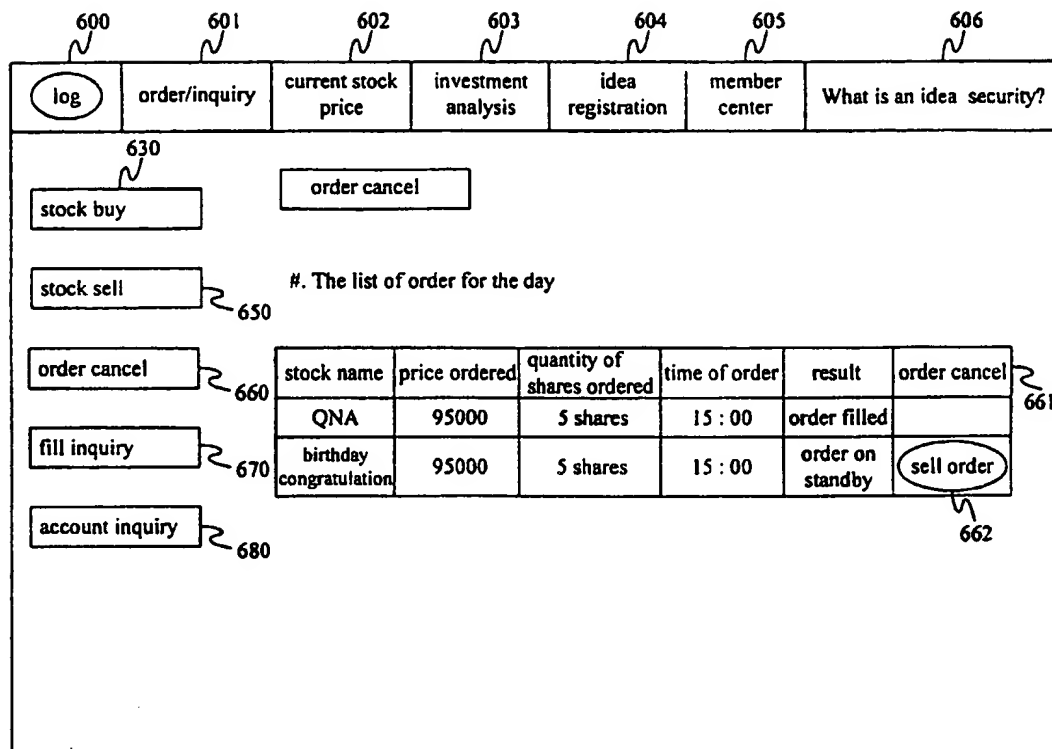 600 601 602 603 604 605 606
log order/inquiry current stock price investment analysis idea registration member center What is an idea security?
630
stock buy
order cancel
stock sell
650
#. The list of order for the day
order cancel
660
stock name price ordered quantity of shares ordered time of order result order cancel
661
QNA 95000 5 shares 15 : 00 order filled
fill inquiry
670
birthday congratulation 95000 5 shares 15 : 00 order on standby sell order
662
account inquiry
680